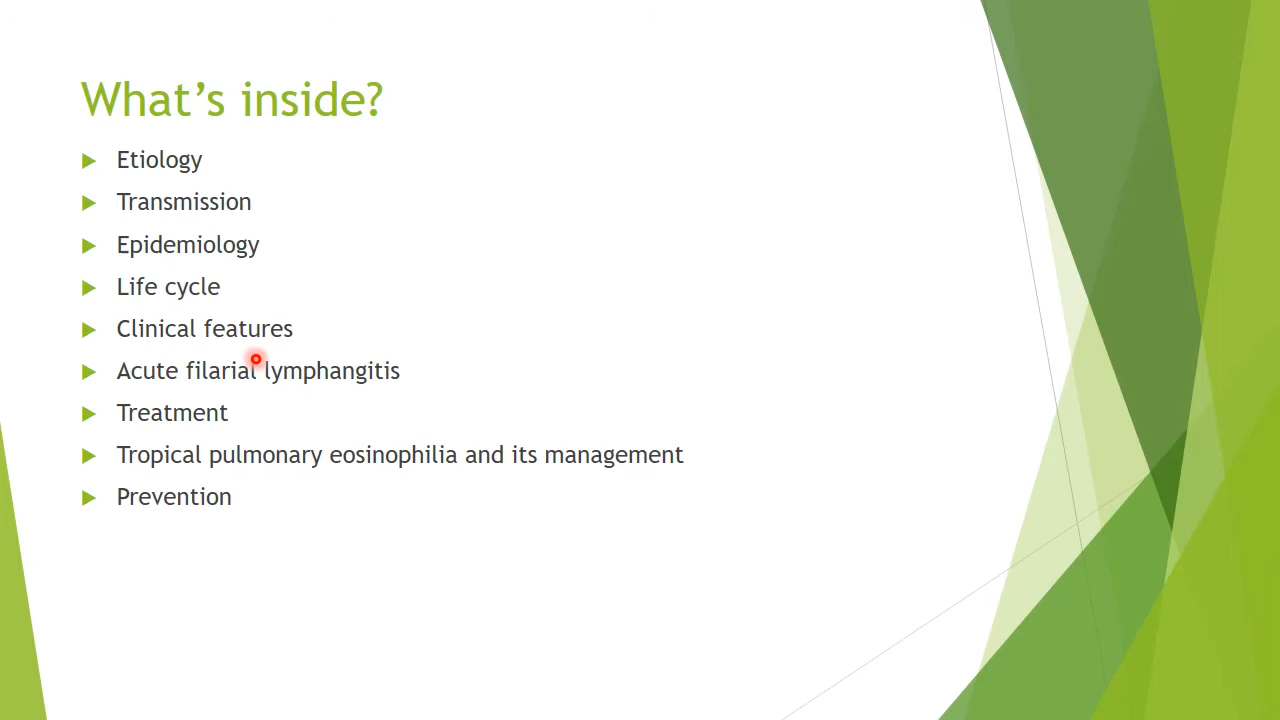 What’s inside?
Etiology
Transmission
Epidemiology
Life cycle
Clinical features
Acute filarial lymphangitis
Treatment
Tropical pulmonary eosinophilia and its management
Prevention